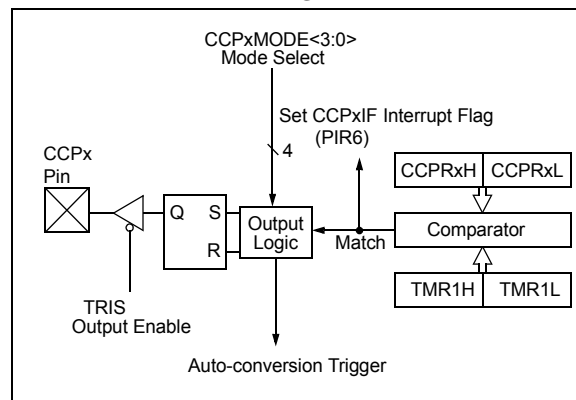 CCPxMODE<3:0>
Mode Select
Set CCPxIF Interrupt Flag
(PIR6)
4
CCPx
Pin
CCPRxH CCPRxL
Q S
R
Output
Logic
Match
Comparator
TMR1H TMR1L
TRIS
Output Enable
Auto-conversion Trigger